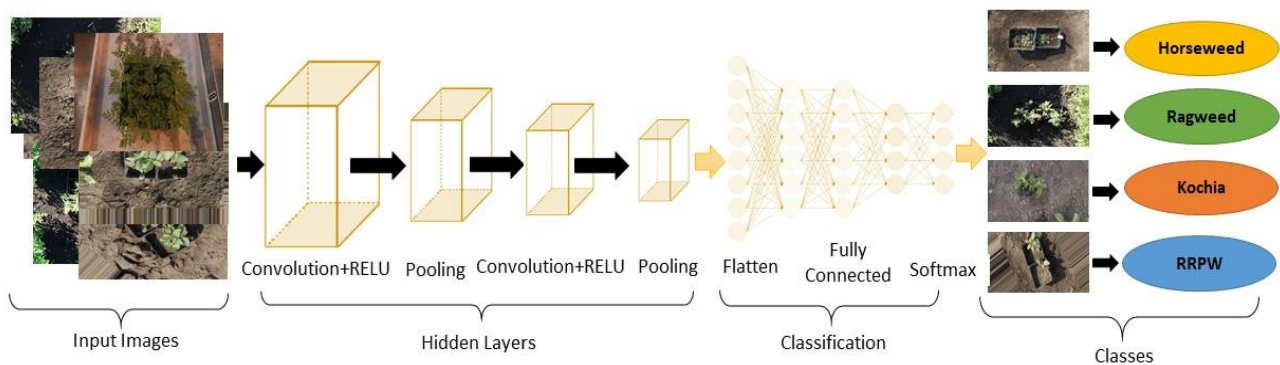 Horseweed
Ragweed
Kochia
RRPW
Convolution+RELU
Pooling
Convolution+RELU
Pooling
Flatten
Fully
Connected
Softmax
Input Images
Hidden Layers
Classification
Classes